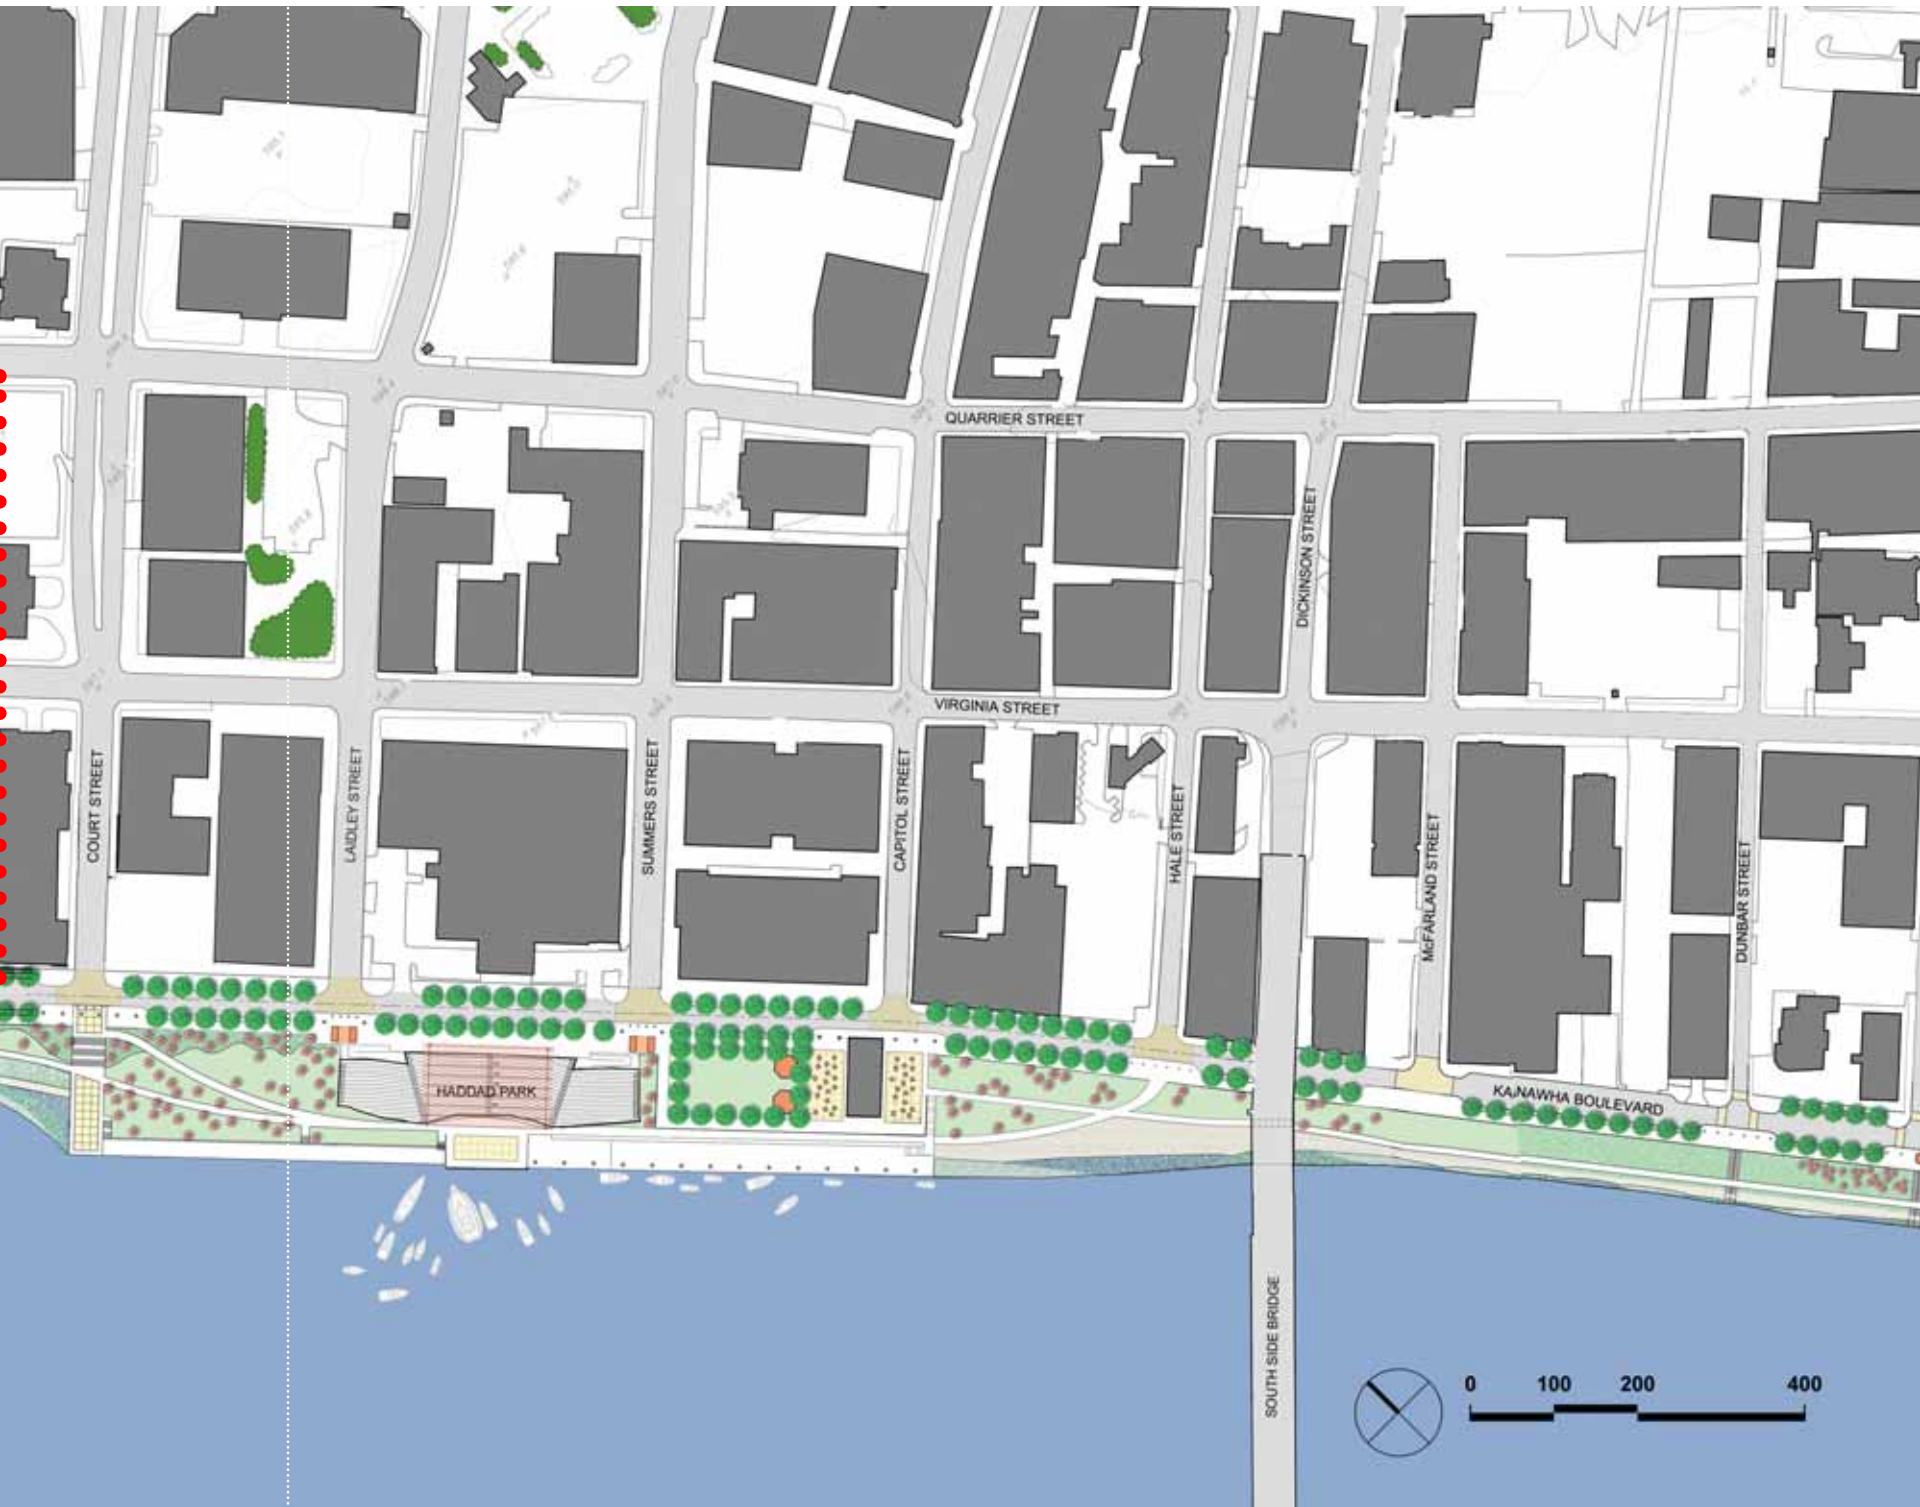 QUARRIER STREET
DICKINSON STREET
VIRGINIA STREET
COURT STREET
LAIDLEY STREET
SUMMERS STREET
CAPITOL STREET
HALE STREET
McFARLAND STREET
DUNBAR STREET
HADDAD PARK
KANAWHA BOULEVARD
SOUTH SIDE BRIDGE
0 100 200 400